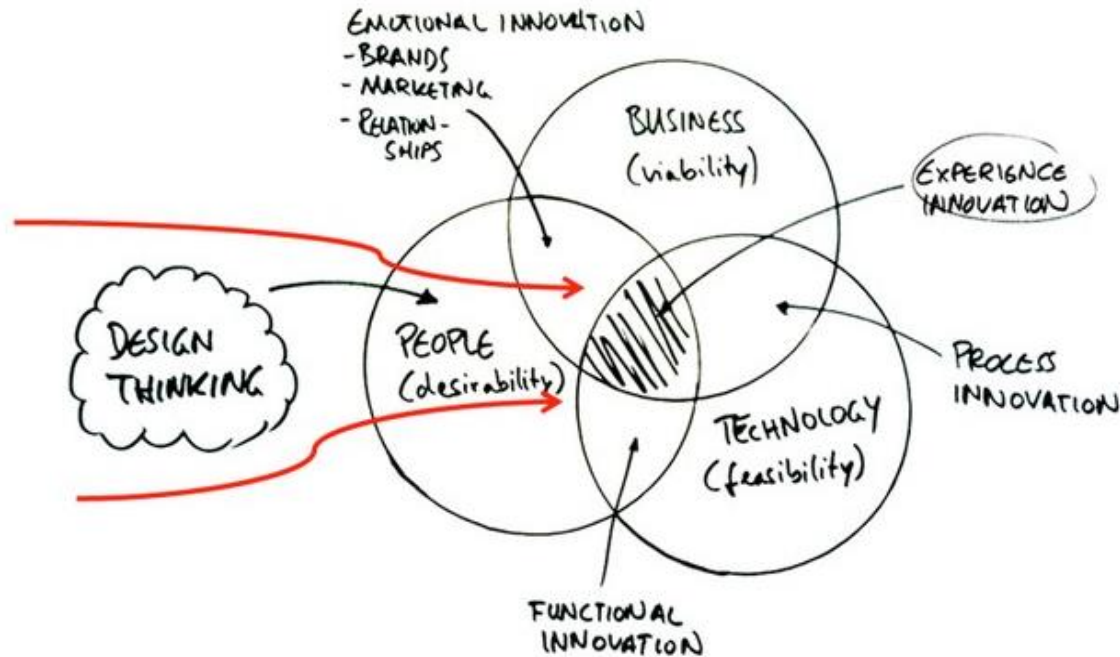 EMOTIONAL INNOVATION
- BRANDS
- MARKETING
- RELATION-
SHIPS
BUSINESS
(viability)
EXPERIENCE
INNOVATION
DESIGN
THINKING
PEOPLE
(desirability)
PROCESS
INNOVATION
TECHNOLOGY
(feasibility)
FUNCTIONAL
INNOVATION